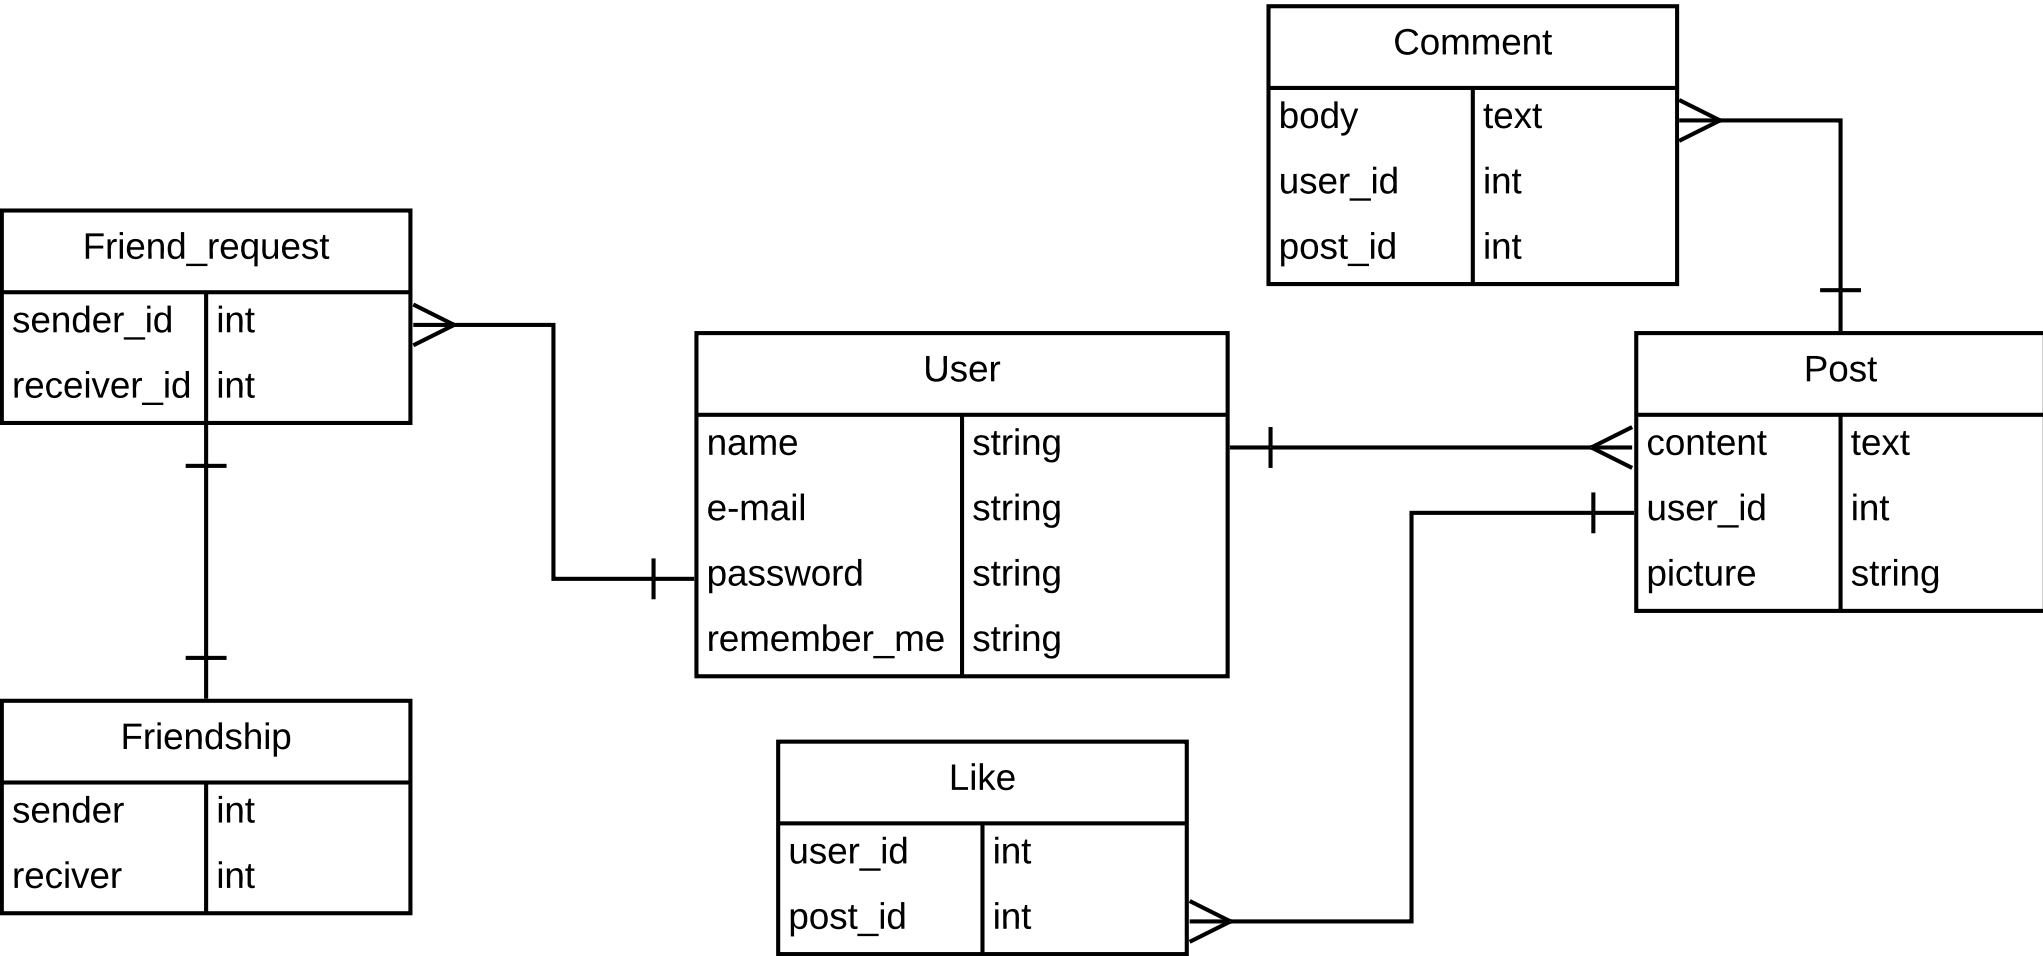 Comment
body text
user_id int
post_id int
Friend_request
sender_id int
receiver_id int
User
name string
e-mail string
password string
remember_me string
Post
content text
user_id int
picture string
Friendship
sender int
reciver int
Like
user_id int
post_id int